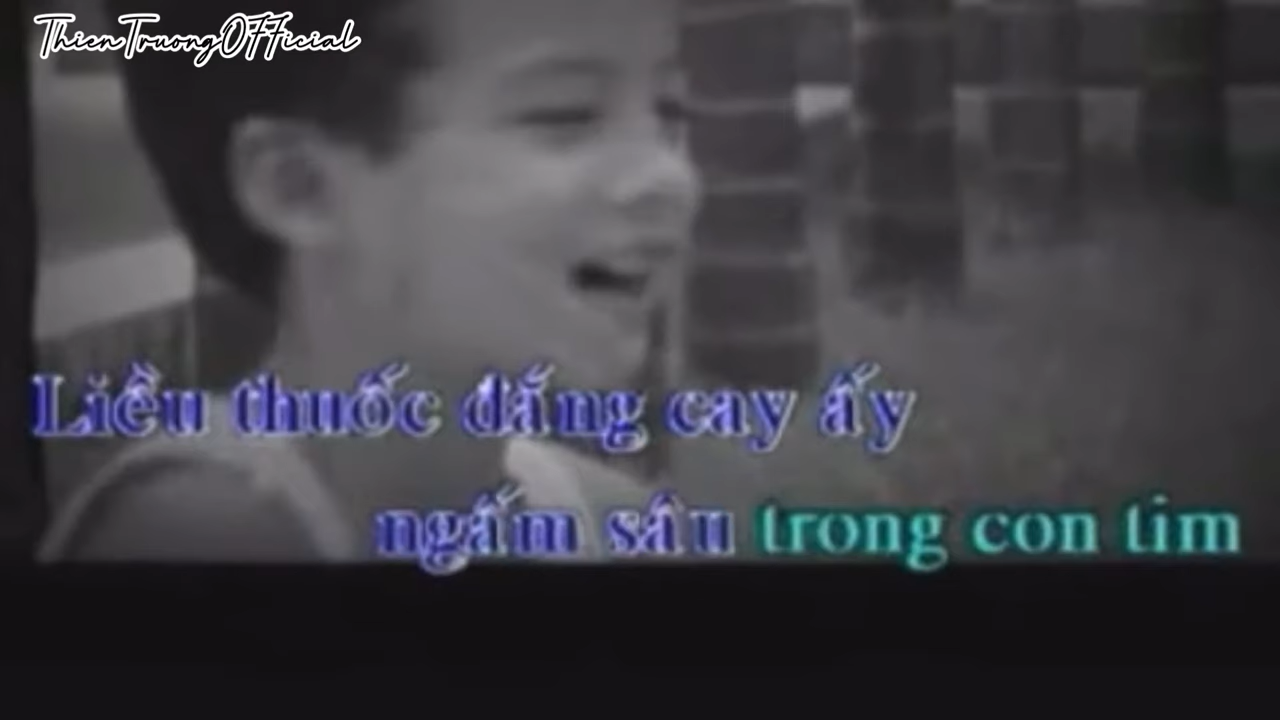 ThienTruongOFFicial
Liều thuốc đắng cay ấy
ngấm sâu trong con tim